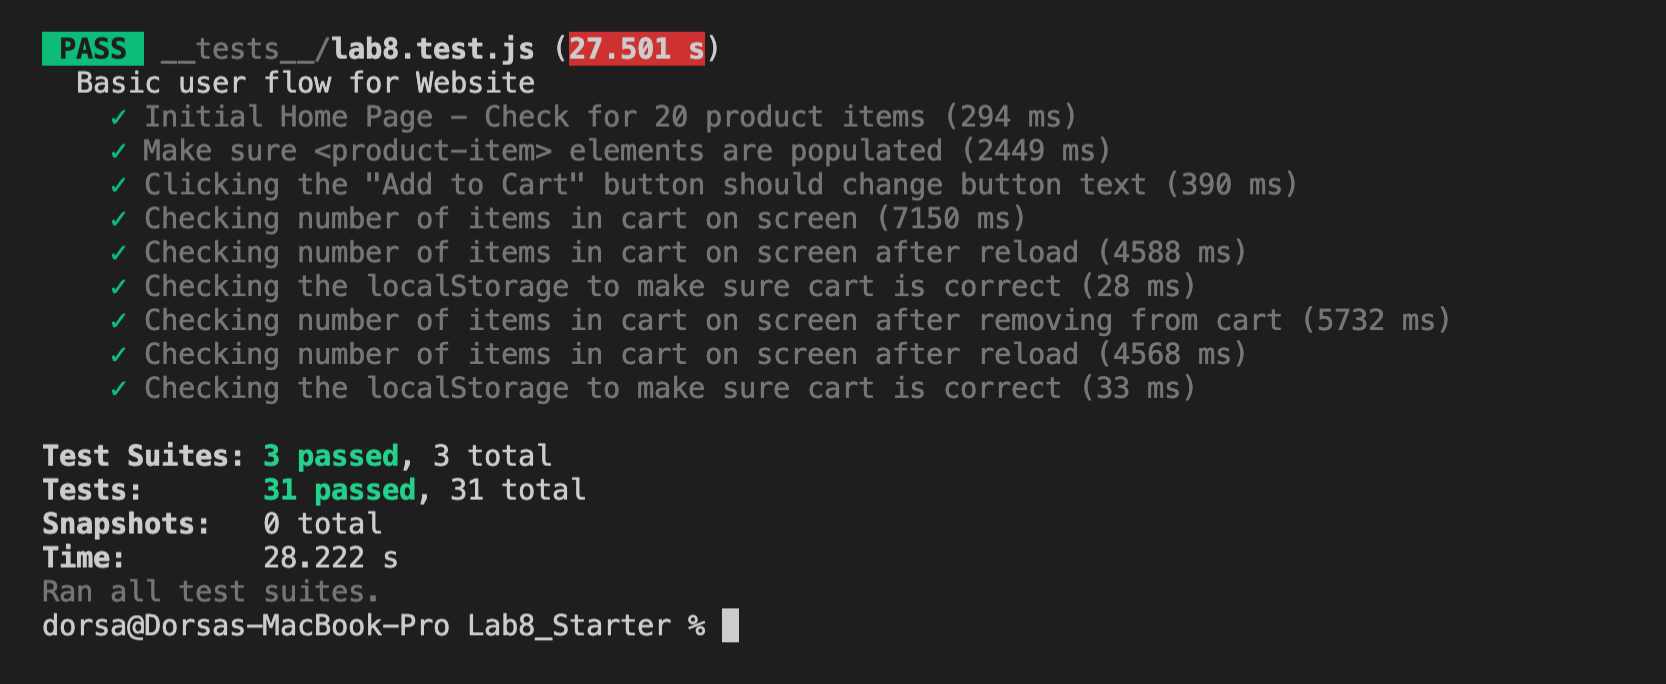 PASS __tests__/lab8.test.js (27.501 s)
Basic user flow for Website
✓ Initial Home Page – Check for 20 product items (294 ms)
✓ Make sure <product-item> elements are populated (2449 ms)
✓ Clicking the "Add to Cart" button should change button text (390 ms)
✓ Checking number of items in cart on screen (7150 ms)
✓ Checking number of items in cart on screen after reload (4588 ms)
✓ Checking the localStorage to make sure cart is correct (28 ms)
✓ Checking number of items in cart on screen after removing from cart (5732 ms)
✓ Checking number of items in cart on screen after reload (4568 ms)
✓ Checking the localStorage to make sure cart is correct (33 ms)
Test Suites: 3 passed, 3 total
Tests: 31 passed, 31 total
Snapshots: 0 total
Time: 28.222 s
Ran all test suites.
dorsa@Dorsas-MacBook-Pro Lab8_Starter %